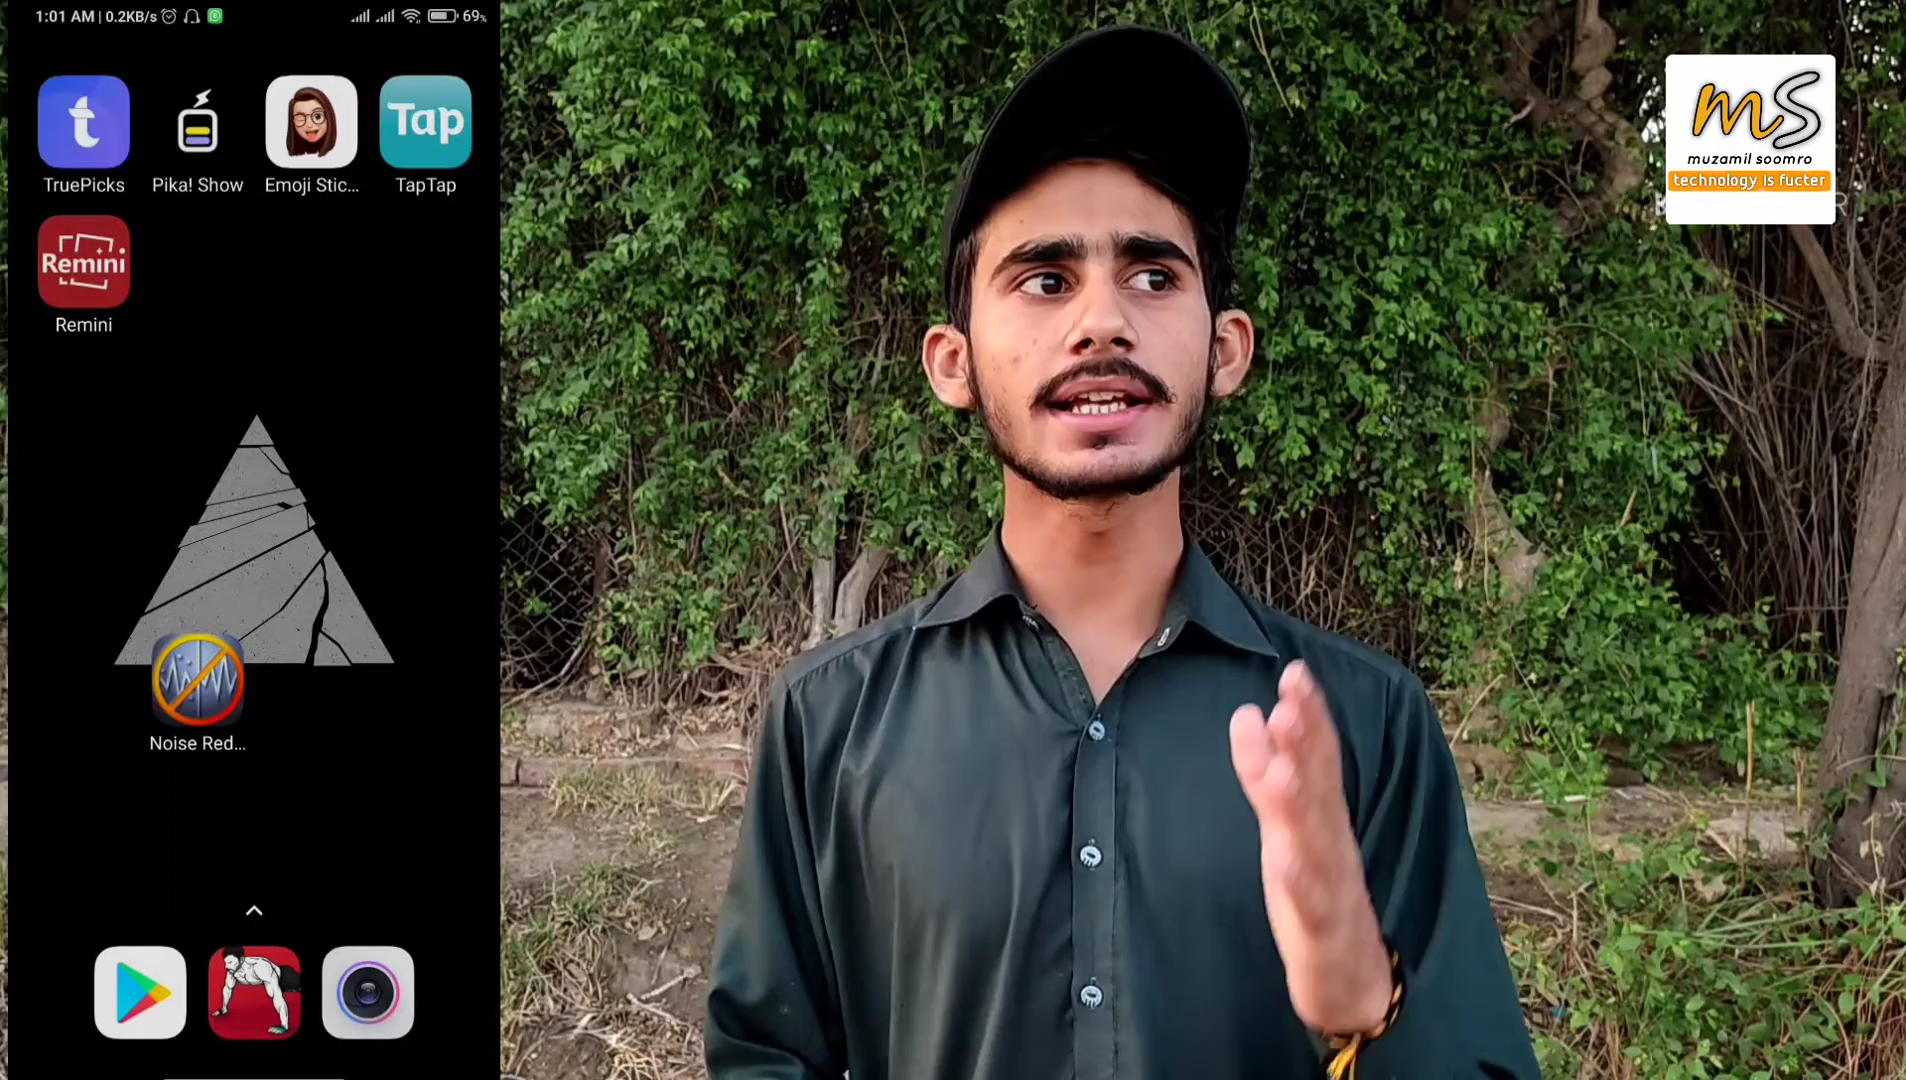 1:01 AM | 0.2KB/s
69%
t
Tap
TruePicks
Pika! Show
Emoji Stic...
TapTap
Remini
Remini
Noise Red...
ms
muzamil soomro
technology is fucter